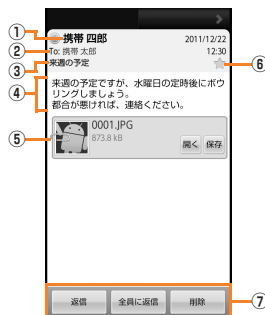 ① 携帯 四郎 2011/12/22
② To: 携帯 太郎 12:30
③ 来週の予定 ⑥
④ 来週の予定ですが、水曜日の定時後にボウ
リングしましょう。
都合が悪ければ、連絡ください。
⑤ 0001.JPG
873.8 kB 開く 保存
返信 全員に返信 削除 ⑦